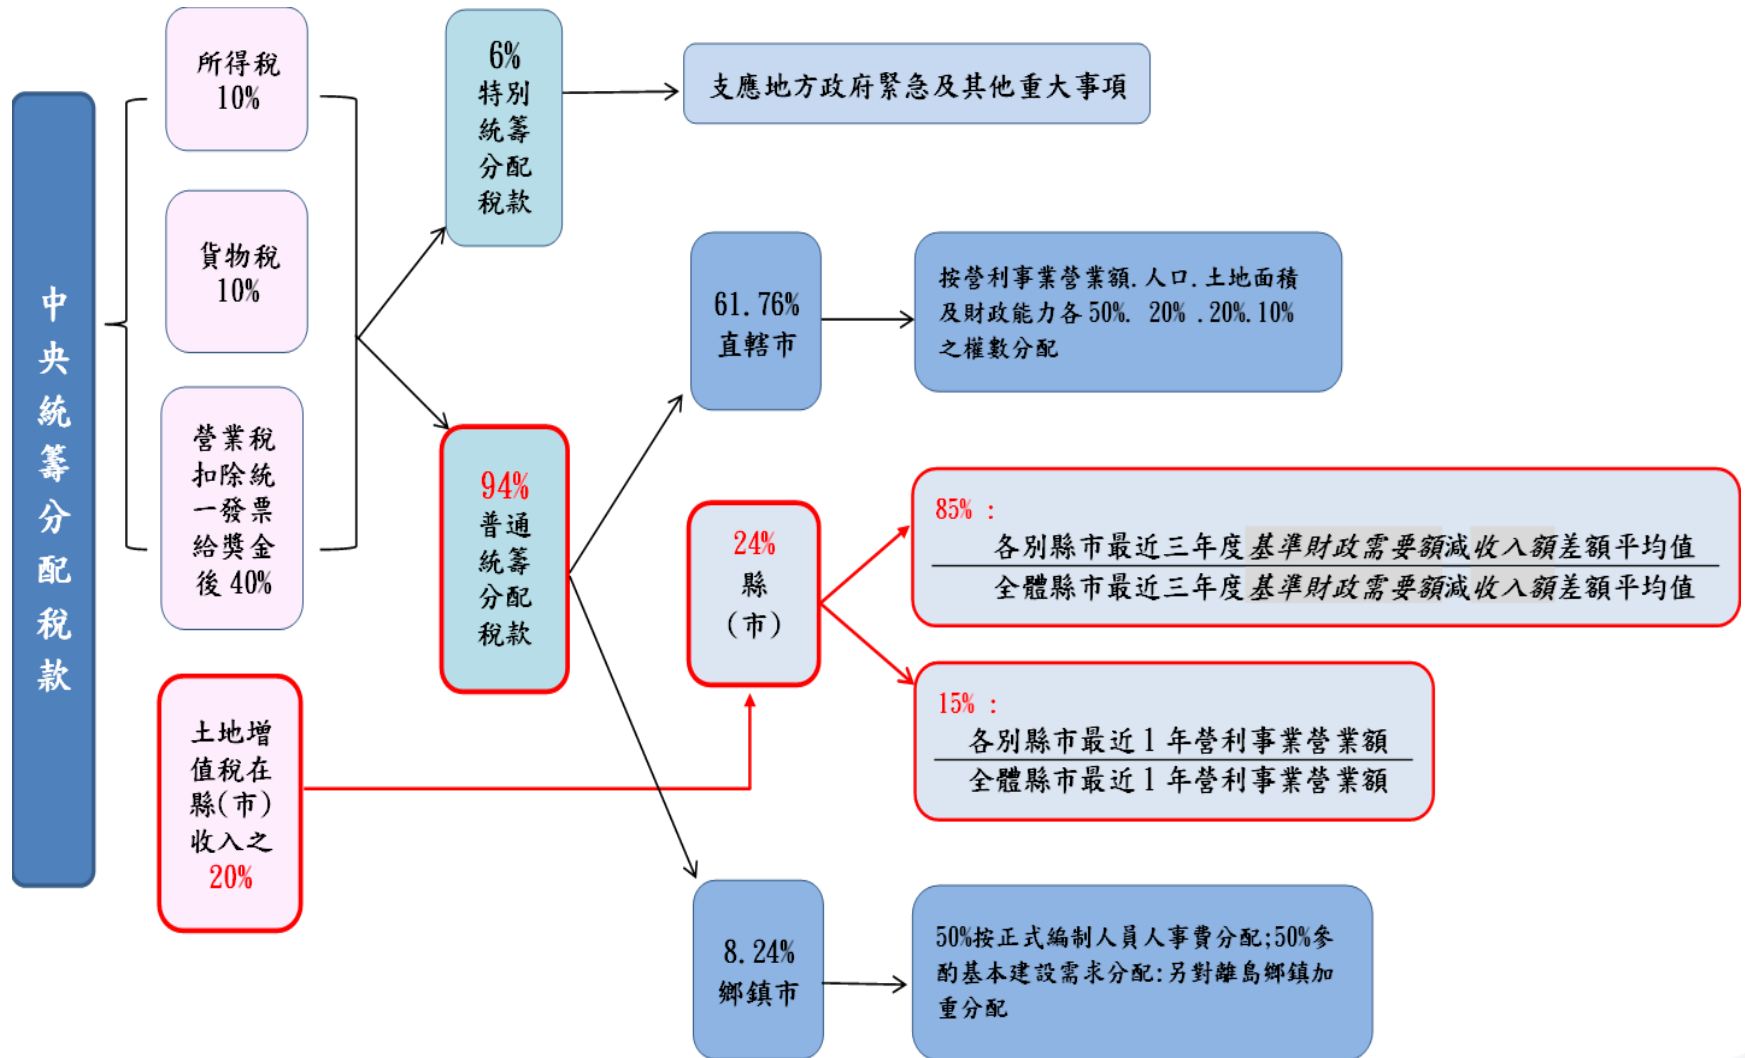 中央統籌分配稅款
所得稅
10%
貨物稅
10%
營業稅
扣除統
一發票
給獎金
後 40%
土地增
值稅在
縣(市)
收入之
20%
6%
特別
統籌
分配
稅款
94%
普通
統籌
分配
稅款
支應地方政府緊急及其他重大事項
61.76%
直轄市
按營利事業營業額.人口.土地面積
及財政能力各 50%. 20% .20%.10%
之權數分配
24%
縣
(市)
85% :
各別縣市最近三年度基準財政需要額減收入額差額平均值
全體縣市最近三年度基準財政需要額減收入額差額平均值
15% :
各別縣市最近 1 年營利事業營業額
全體縣市最近 1 年營利事業營業額
8.24%
鄉鎮市
50%按正式編制人員人事費分配;50%參
酌基本建設需求分配:另對離島鄉鎮加
重分配